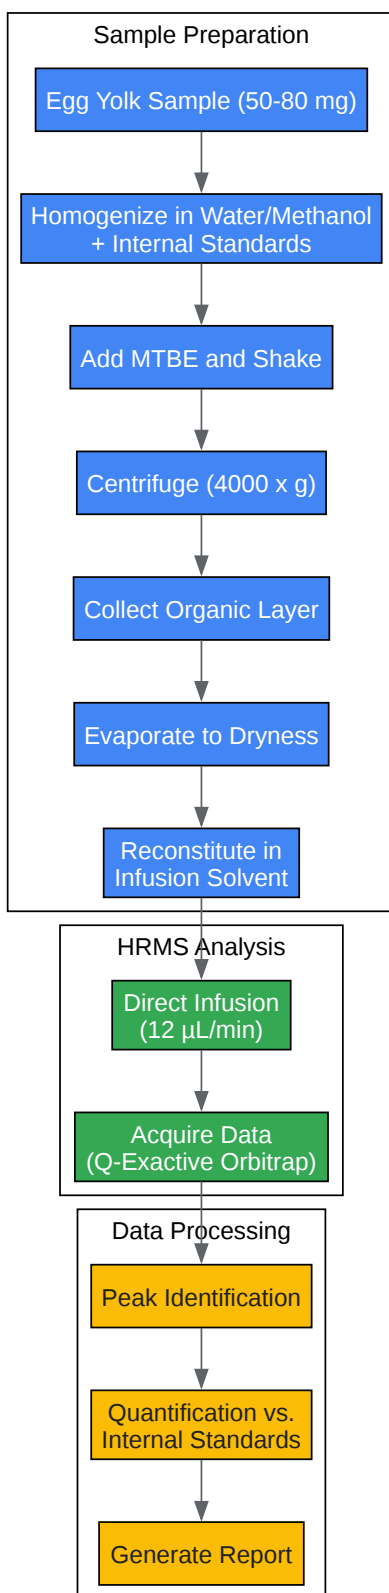 Sample Preparation
Egg Yolk Sample (50-80 mg)
Homogenize in Water/Methanol
+ Internal Standards
Add MTBE and Shake
Centrifuge (4000 x g)
Collect Organic Layer
Evaporate to Dryness
Reconstitute in
Infusion Solvent
HRMS Analysis
Direct Infusion
(12 µL/min)
Acquire Data
(Q-Exactive Orbitrap)
Data Processing
Peak Identification
Quantification vs.
Internal Standards
Generate Report